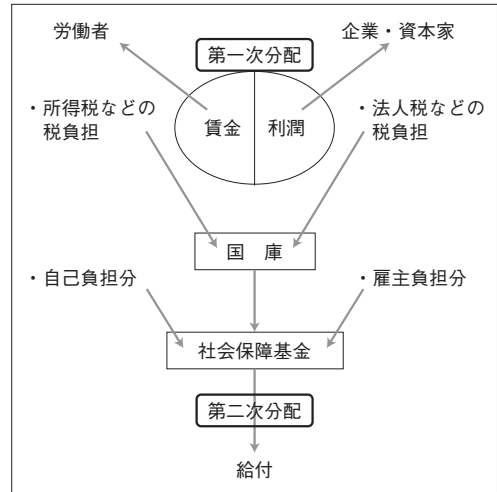 労働者
企業・資本家
第一次分配
・所得税などの
税負担
賃金
利潤
・法人税などの
税負担
国　庫
・自己負担分
・雇主負担分
社会保障基金
第二次分配
給付